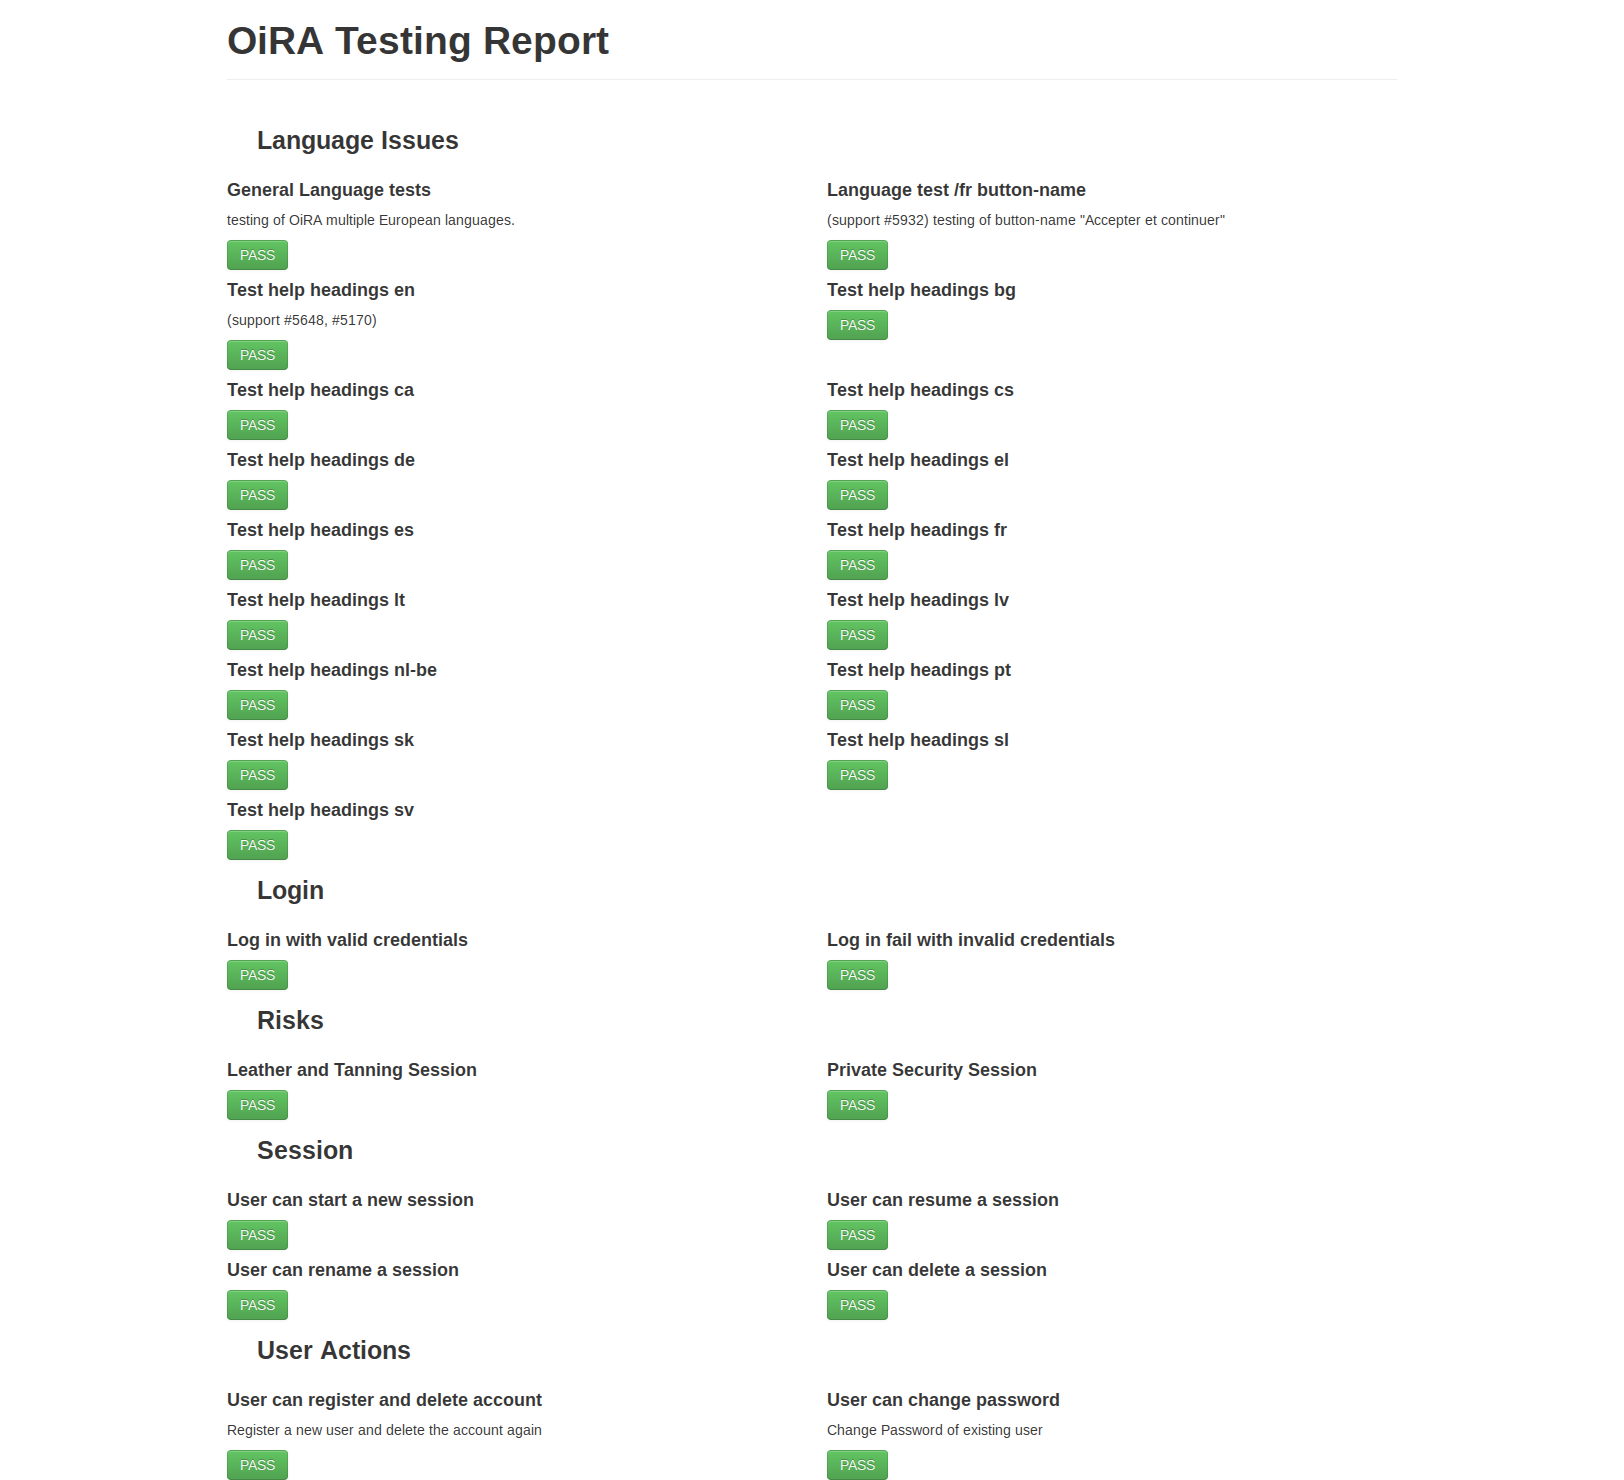 OiRA Testing Report
Language Issues
General Language tests
testing of OiRA multiple European languages.
PASS
Language test /fr button-name
(support #5932) testing of button-name "Accepter et continuer"
PASS
Test help headings en
(support #5648, #5170)
PASS
Test help headings bg
PASS
Test help headings ca
PASS
Test help headings cs
PASS
Test help headings de
PASS
Test help headings el
PASS
Test help headings es
PASS
Test help headings fr
PASS
Test help headings lt
PASS
Test help headings lv
PASS
Test help headings nl-be
PASS
Test help headings pt
PASS
Test help headings sk
PASS
Test help headings sl
PASS
Test help headings sv
PASS
Login
Log in with valid credentials
PASS
Log in fail with invalid credentials
PASS
Risks
Leather and Tanning Session
PASS
Private Security Session
PASS
Session
User can start a new session
PASS
User can resume a session
PASS
User can rename a session
PASS
User can delete a session
PASS
User Actions
User can register and delete account
Register a new user and delete the account again
PASS
User can change password
Change Password of existing user
PASS